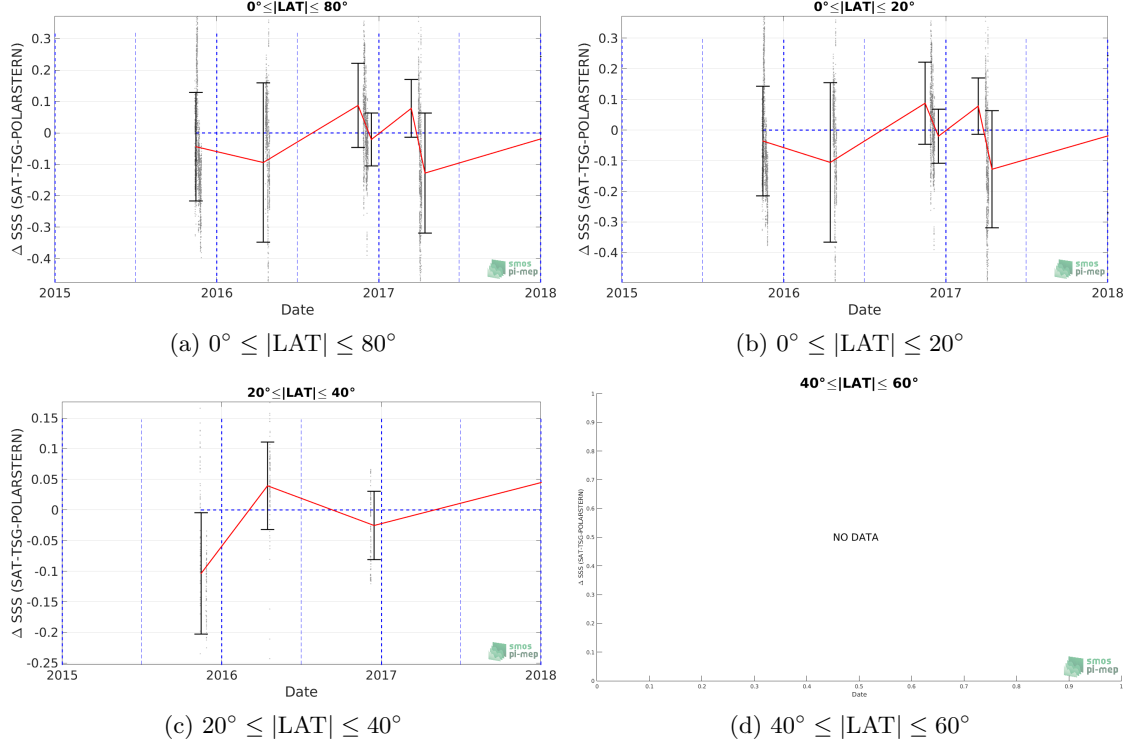 0°≤|LAT|≤ 80°
Δ SSS (SAT-TSG-POLARSTERN)
0.3
0.2
0.1
0
-0.1
-0.2
-0.3
-0.4
2015
2016
2017
2018
Date
smos
pi-mep
(a) 0° ≤ |LAT| ≤ 80°
0°≤|LAT|≤ 20°
Δ SSS (SAT-TSG-POLARSTERN)
0.3
0.2
0.1
0
-0.1
-0.2
-0.3
-0.4
2015
2016
2017
2018
Date
smos
pi-mep
(b) 0° ≤ |LAT| ≤ 20°
20°≤|LAT|≤ 40°
Δ SSS (SAT-TSG-POLARSTERN)
0.15
0.1
0.05
0
-0.05
-0.1
-0.15
-0.2
-0.25
2015
2016
2017
2018
Date
smos
pi-mep
(c) 20° ≤ |LAT| ≤ 40°
40°≤|LAT|≤ 60°
Δ SSS (SAT-TSG-POLARSTERN)
1
0.9
0.8
0.7
0.6
0.5
0.4
0.3
0.2
0.1
0
NO DATA
0
0.1
0.2
0.3
0.4
0.5
0.6
0.7
0.8
0.9
1
Date
smos
pi-mep
(d) 40° ≤ |LAT| ≤ 60°